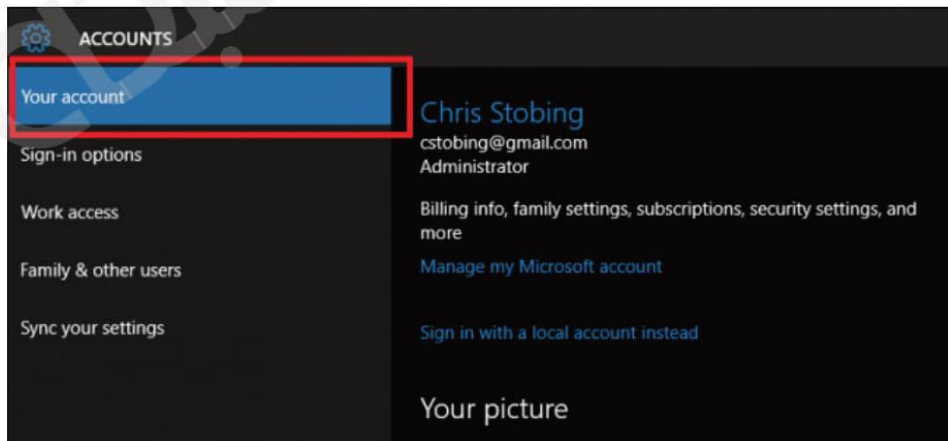 ACCOUNTS
Your account
Sign-in options
Work access
Family & other users
Sync your settings
Chris Stobing
cstobing@gmail.com
Administrator
Billing info, family settings, subscriptions, security settings, and
more
Manage my Microsoft account
Sign in with a local account instead
Your picture